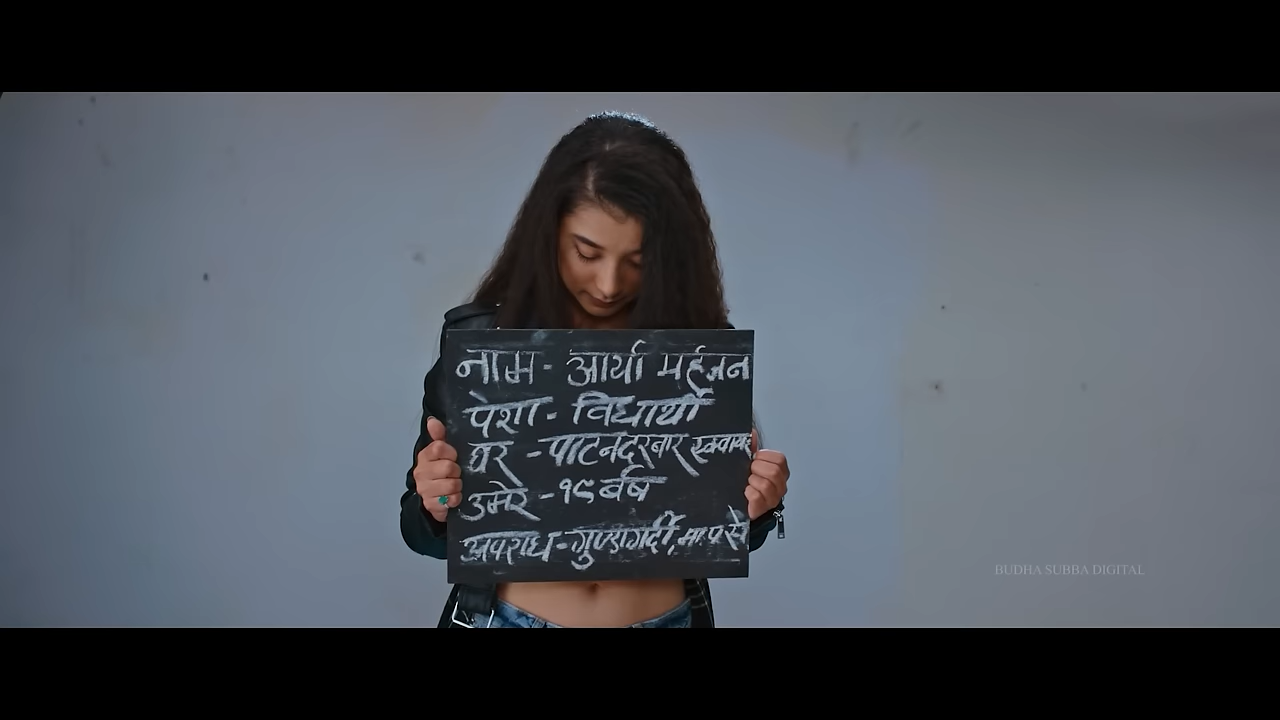 नाम - आर्या महर्जन
पेशा - विद्यार्थी
घर - पाटनदरबार स्क्वायर
उमेर - १९ बर्ष
अपराध - गुण्डागर्दी, मा.प.से
BUDHA SUBBA DIGITAL